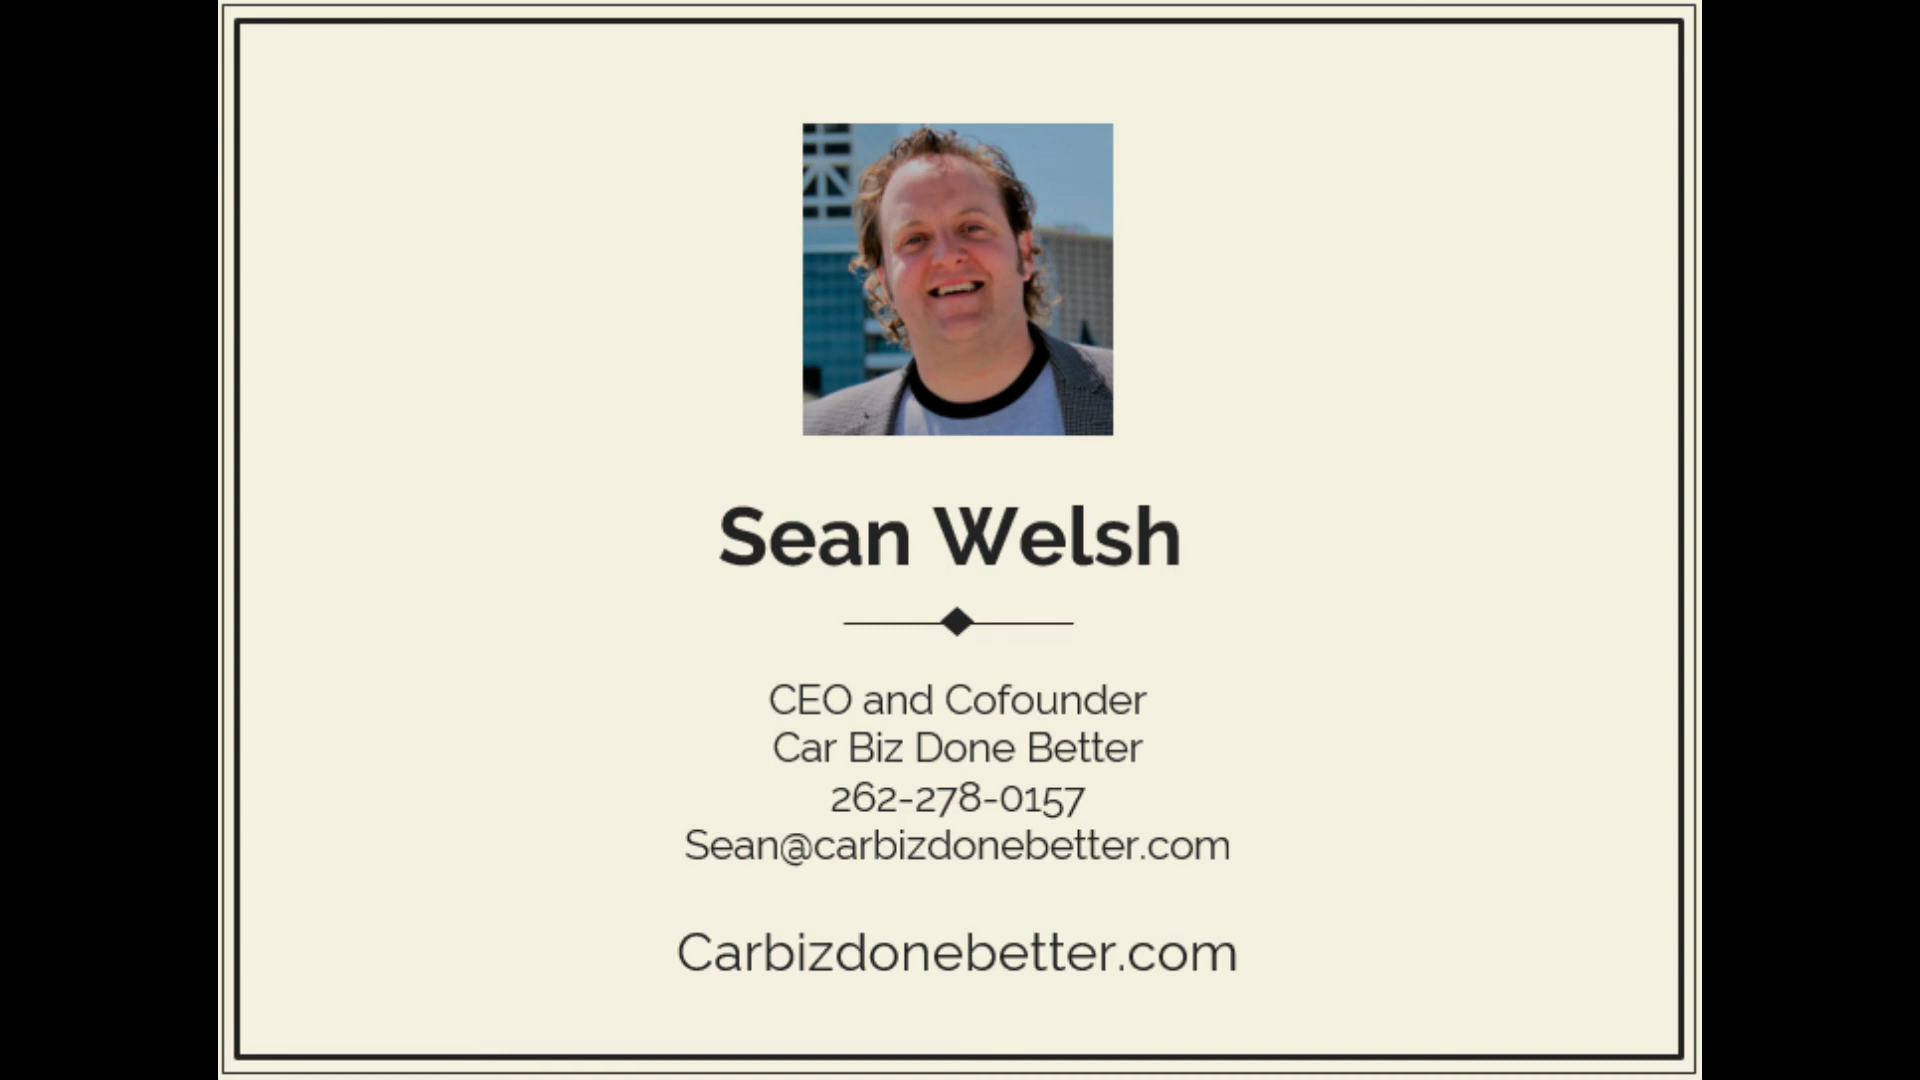 Sean Welsh
CEO and Cofounder
Car Biz Done Better
262-278-0157
Sean@carbizdonebetter.com
Carbizdonebetter.com